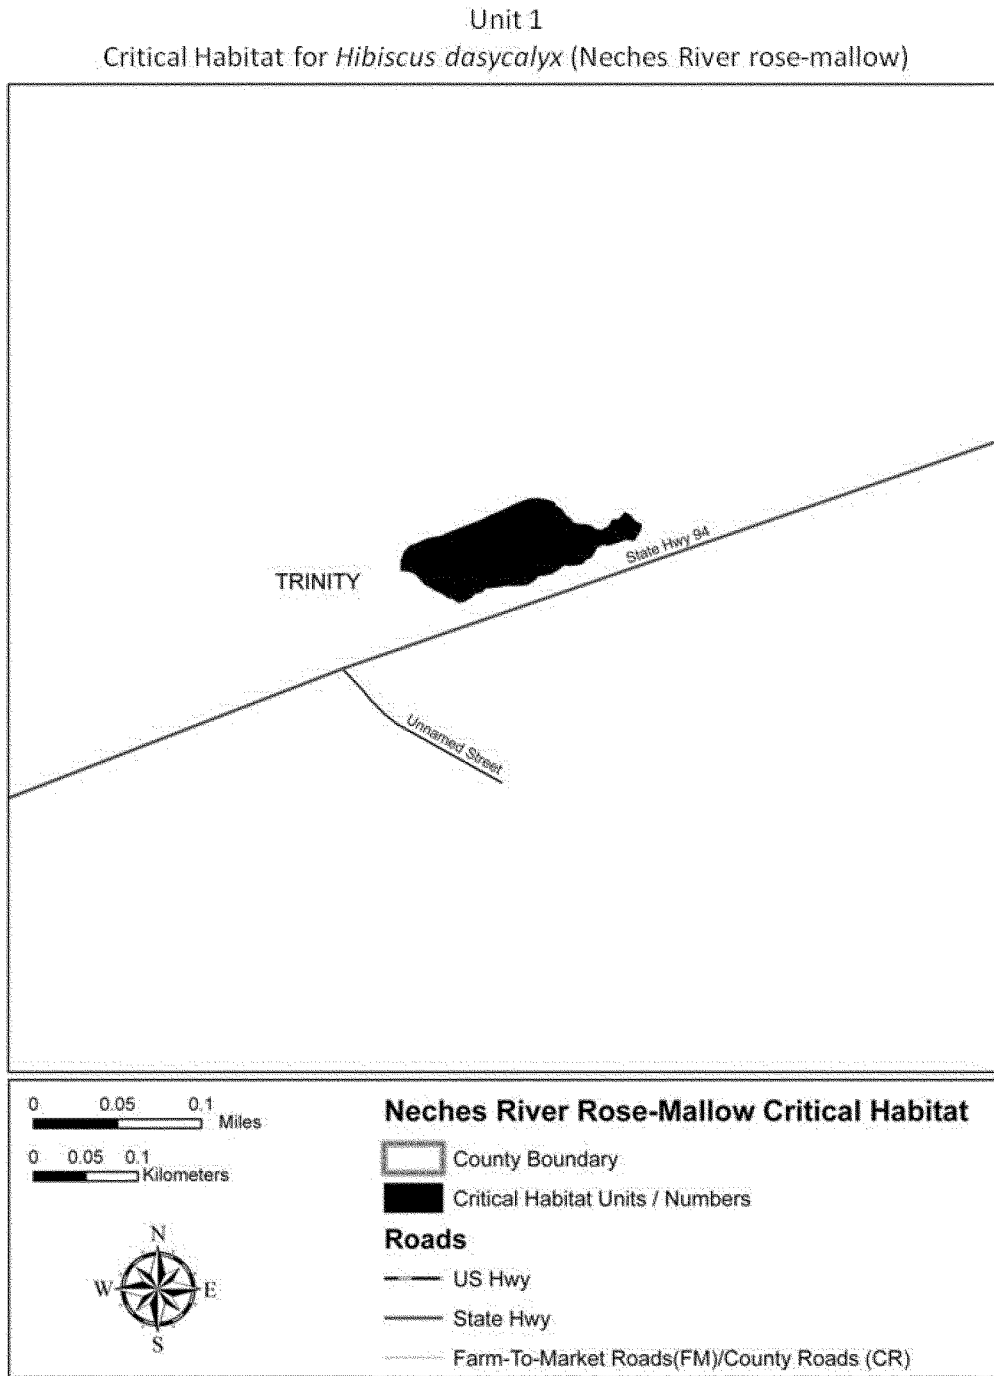 Unit 1
Critical Habitat for Hibiscus dasycalyx (Neches River rose-mallow)
State Hwy 94
TRINITY
Unnamed Street
0 0.05 0.1 Miles
0 0.05 0.1 Kilometers
N
W E
S
Neches River Rose-Mallow Critical Habitat
County Boundary
Critical Habitat Units / Numbers
Roads
US Hwy
State Hwy
Farm-To-Market Roads(FM)/County Roads (CR)